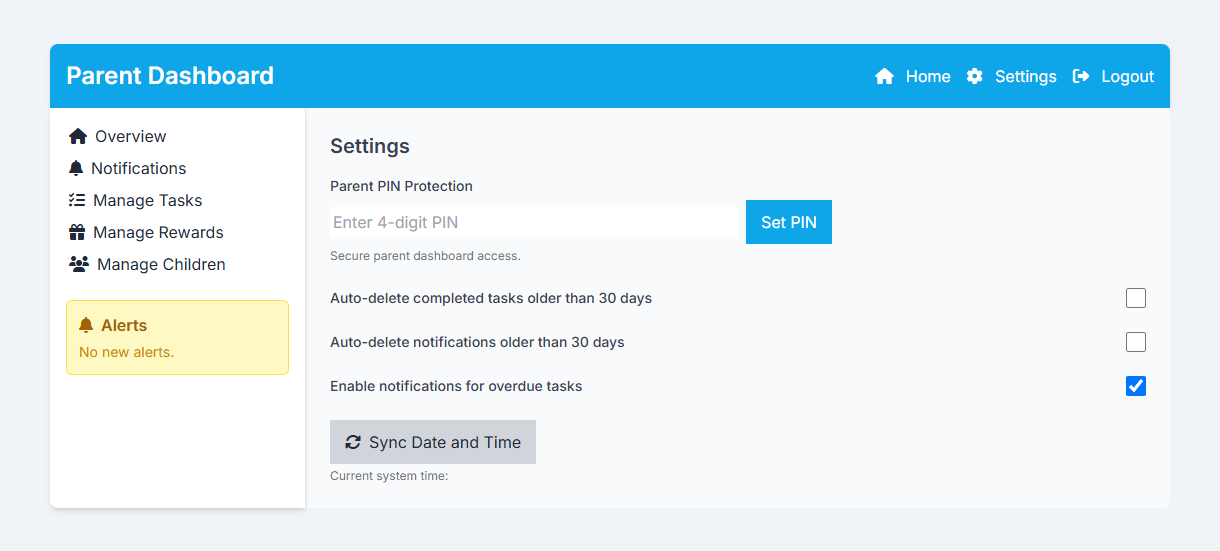 Parent Dashboard
Home Settings Logout
Overview
Notifications
Manage Tasks
Manage Rewards
Manage Children
Alerts
No new alerts.
Settings
Parent PIN Protection
Enter 4-digit PIN Set PIN
Secure parent dashboard access.
Auto-delete completed tasks older than 30 days
Auto-delete notifications older than 30 days
Enable notifications for overdue tasks
Sync Date and Time
Current system time: